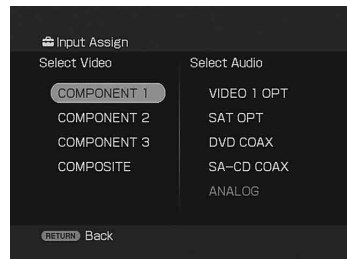 Input Assign
Select Video Select Audio
COMPONENT 1 VIDEO 1 OPT
COMPONENT 2 SAT OPT
COMPONENT 3 DVD COAX
COMPOSITE SA-CD COAX
ANALOG
RETURN Back